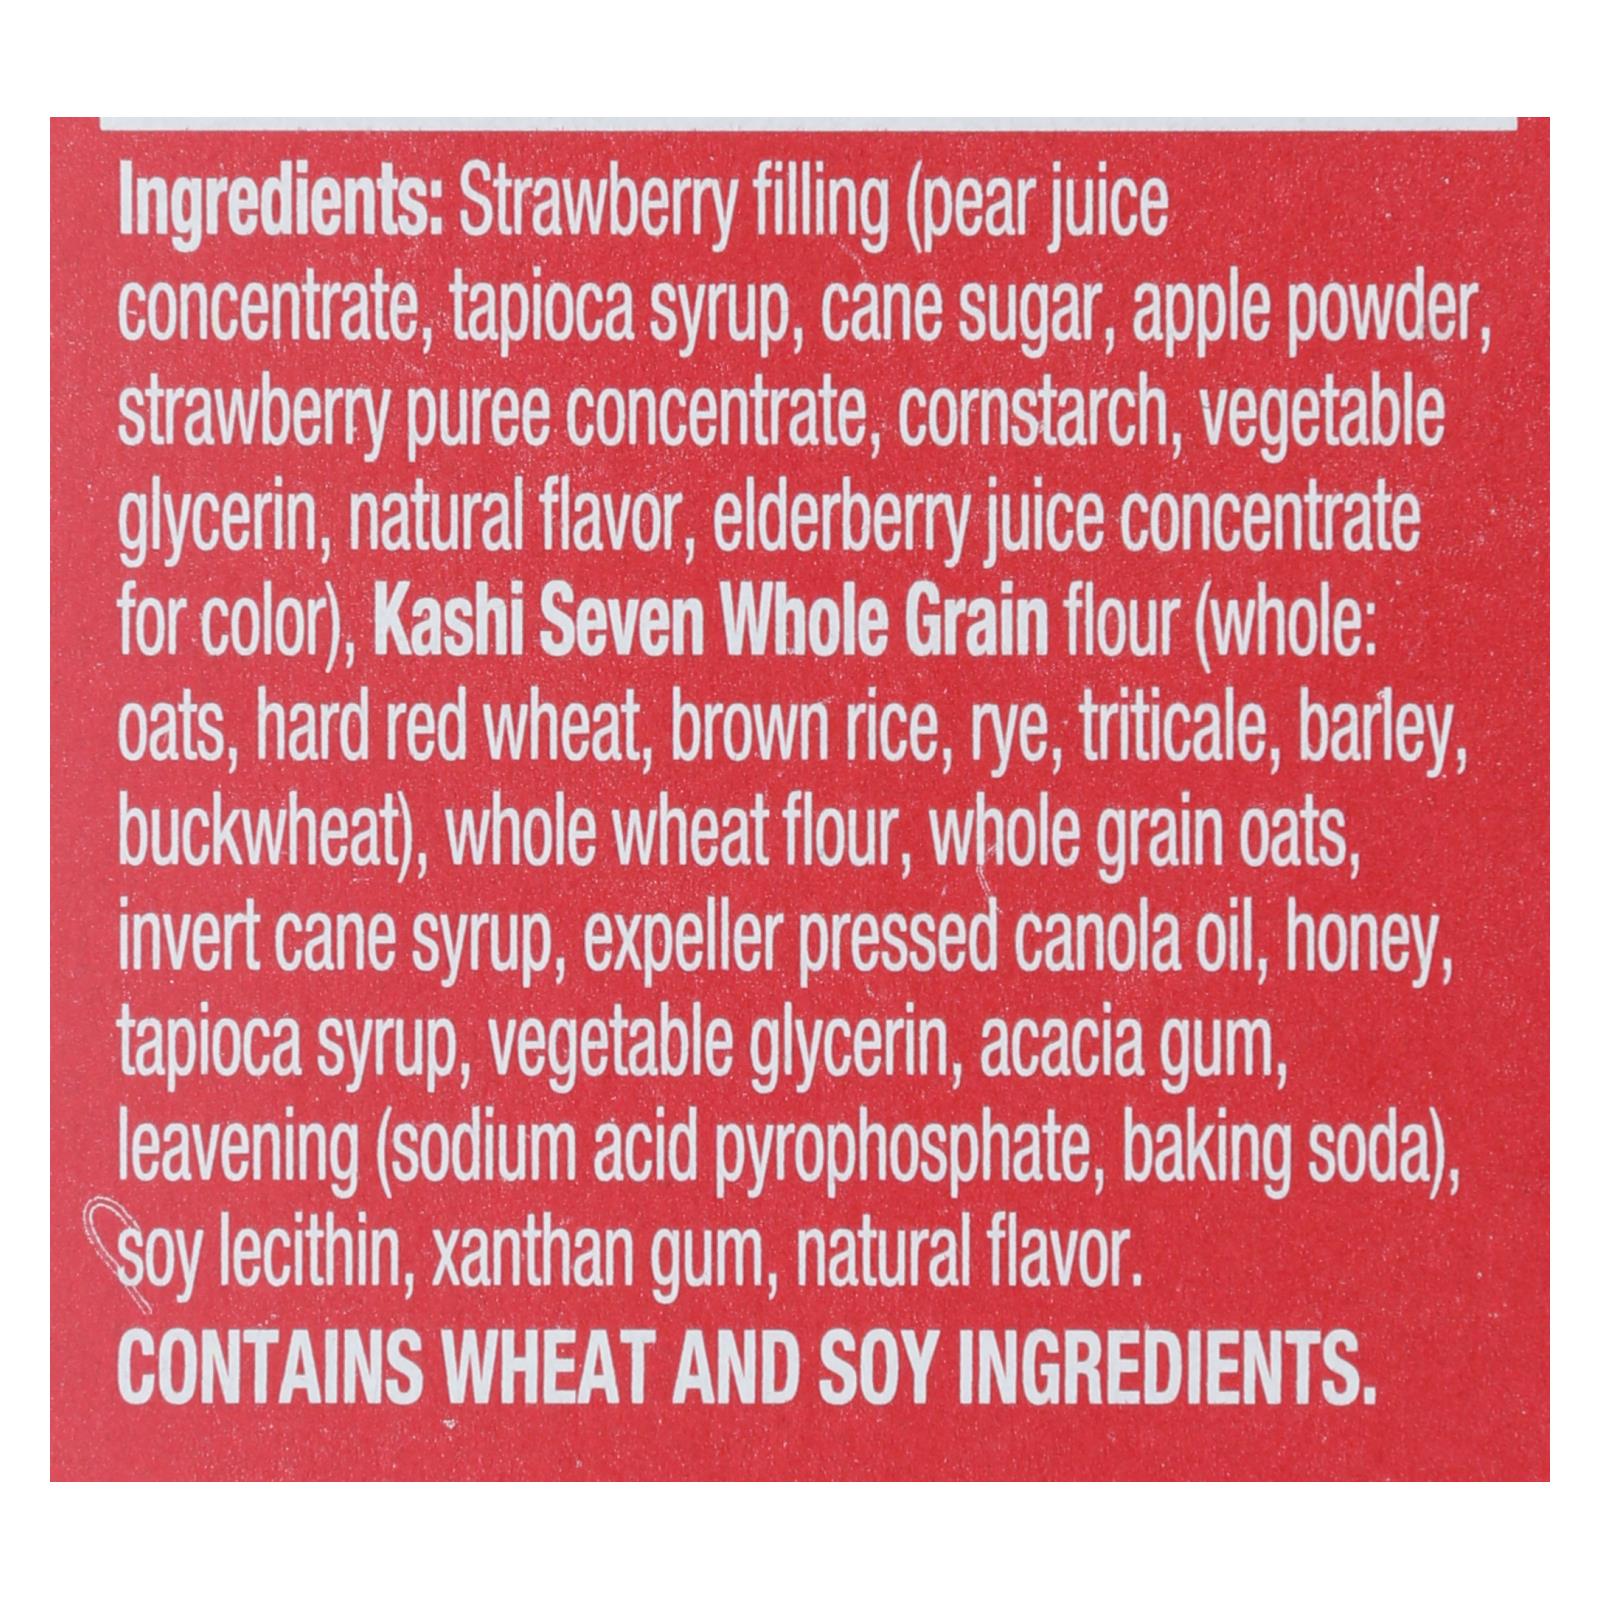 Ingredients: Strawberry filling (pear juice
concentrate, tapioca syrup, cane sugar, apple powder,
strawberry puree concentrate, cornstarch, vegetable
glycerin, natural flavor, elderberry juice concentrate
for color), Kashi Seven Whole Grain flour (whole:
oats, hard red wheat, brown rice, rye, triticale, barley,
buckwheat), whole wheat flour, whole grain oats,
invert cane syrup, expeller pressed canola oil, honey,
tapioca syrup, vegetable glycerin, acacia gum,
leavening (sodium acid pyrophosphate, baking soda),
soy lecithin, xanthan gum, natural flavor.
CONTAINS WHEAT AND SOY INGREDIENTS.